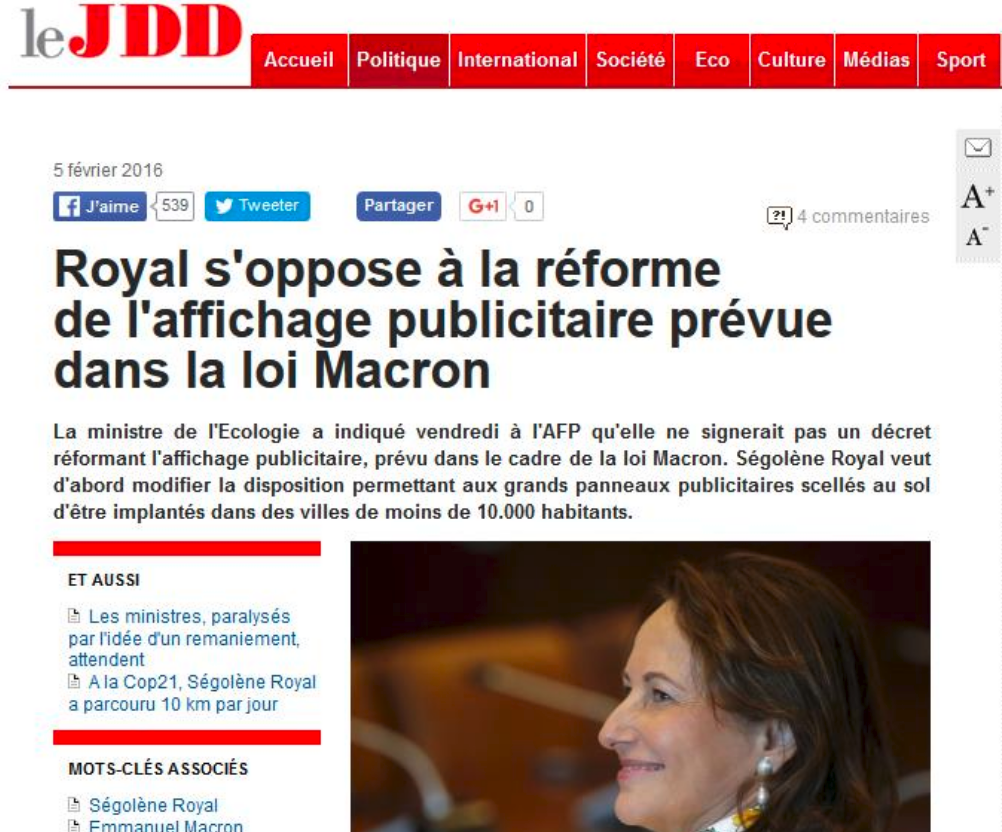 le JDD
Accueil Politique International Société Eco Culture Médias Sport
5 février 2016
J'aime 539 Tweeter Partager G+1 0
?! 4 commentaires
A+
A-
Royal s'oppose à la réforme
de l'affichage publicitaire prévue
dans la loi Macron
La ministre de l'Ecologie a indiqué vendredi à l'AFP qu'elle ne signerait pas un décret
réformant l'affichage publicitaire, prévu dans le cadre de la loi Macron. Ségolène Royal veut
d'abord modifier la disposition permettant aux grands panneaux publicitaires scellés au sol
d'être implantés dans des villes de moins de 10.000 habitants.
ET AUSSI
Les ministres, paralysés
par l'idée d'un remaniement,
attendent
A la Cop21, Ségolène Royal
a parcouru 10 km par jour
MOTS-CLÉS ASSOCIÉS
Ségolène Royal
Emmanuel Macron